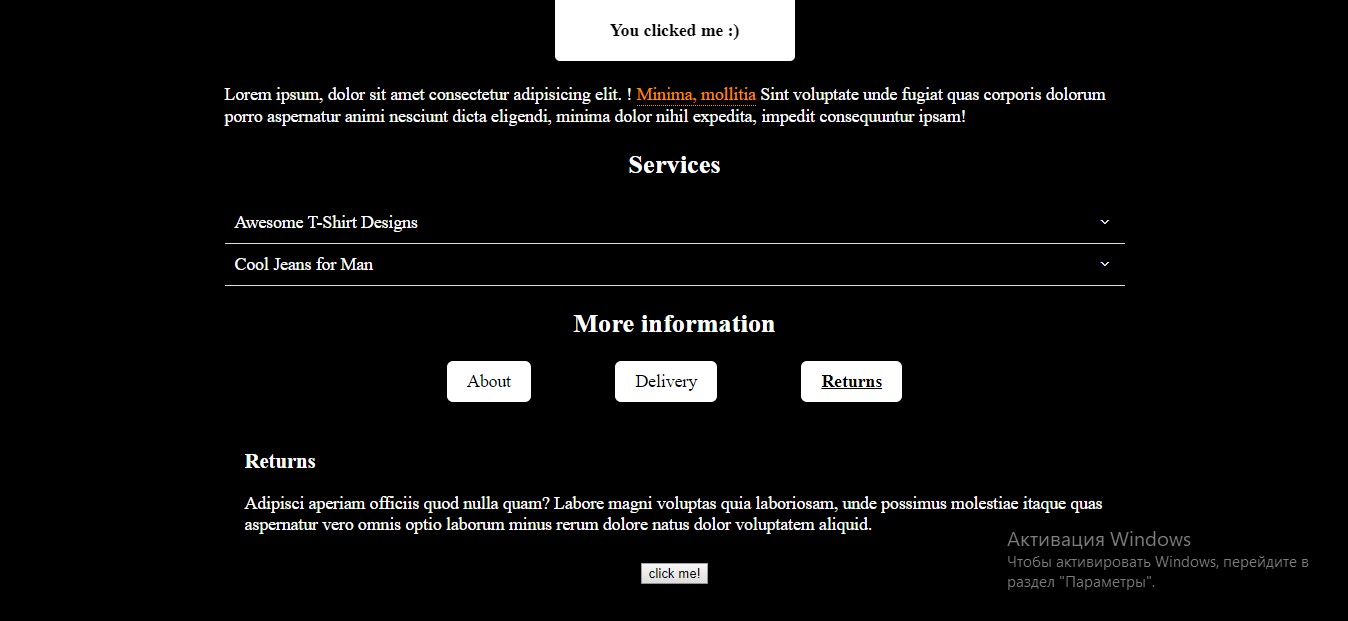 You clicked me :)
Lorem ipsum, dolor sit amet consectetur adipisicing elit. ! Minima, mollitia Sint voluptate unde fugiat quas corporis dolorum
porro aspernatur animi nesciunt dicta eligendi, minima dolor nihil expedita, impedit consequuntur ipsam!
Services
Awesome T-Shirt Designs
Cool Jeans for Man
More information
About
Delivery
Returns
Returns
Adipisci aperiam officiis quod nulla quam? Labore magni voluptas quia laboriosam, unde possimus molestiae itaque quas
aspernatur vero omnis optio laborum minus rerum dolore natus dolor voluptatem aliquid.
click me!
Активация Windows
Чтобы активировать Windows, перейдите в
раздел "Параметры".